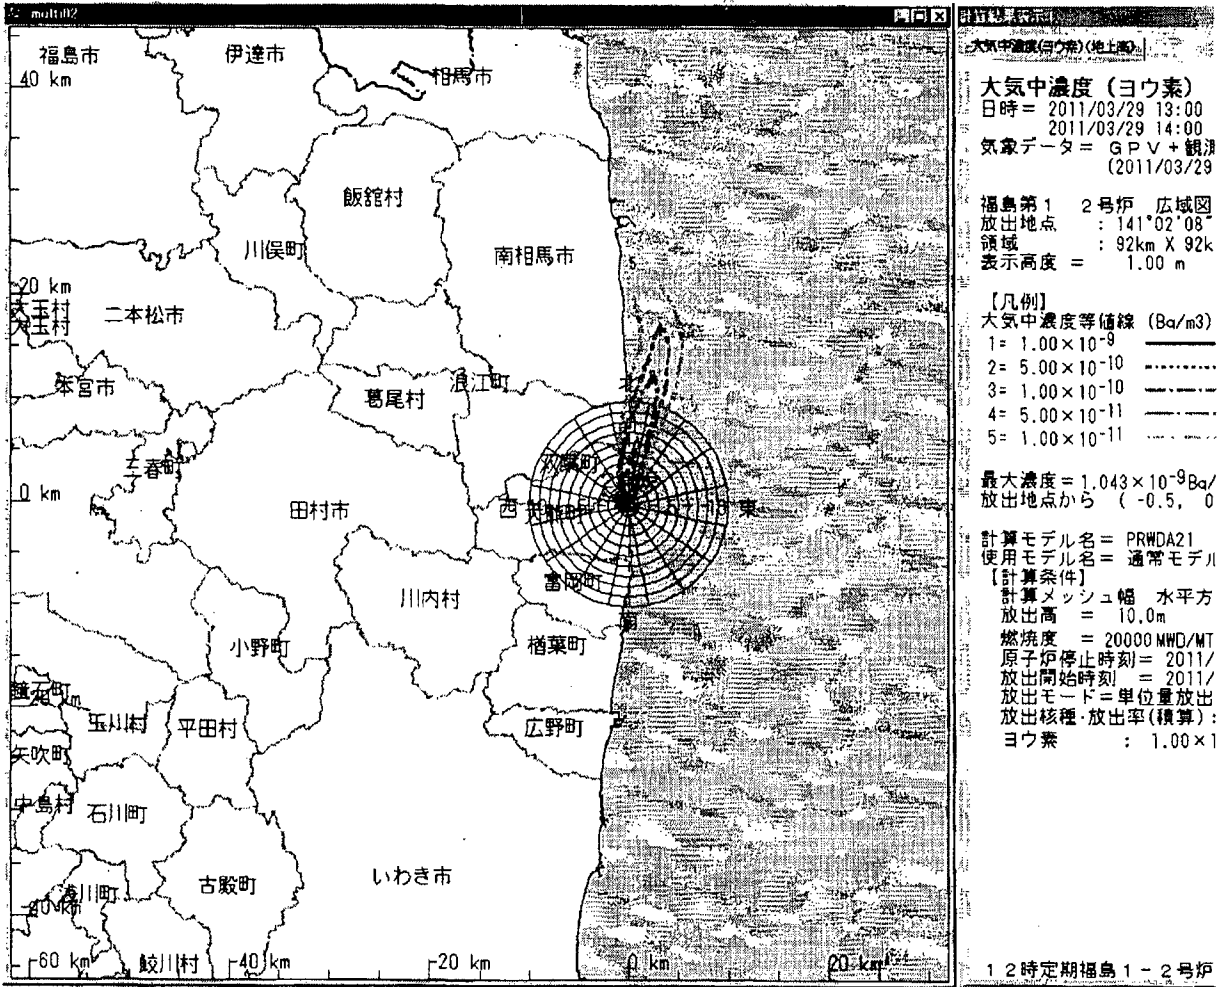 multi02
福島市
伊達市
相馬市
40 km
飯舘村
川俣町
南相馬市
5
20 km
大玉村
大玉村
二本松市
本宮市
葛尾村
浪江町
北
三春町
双葉町
0 km
田村市
西
東
富岡町
川内村
南
小野町
楢葉町
玉川村
平田村
広野町
矢吹町
中島村
石川町
古殿町
いわき市
浅川町
-40 km
-60 km
鮫川村
-40 km
-20 km
0 km
20 km
計算結果表示
大気中濃度(ヨウ素)(地上高)
大気中濃度 (ヨウ素)
日時= 2011/03/29 13:00
2011/03/29 14:00
気象データ= GPV+観測
(2011/03/29
福島第1 2号炉 広域図
放出地点 : 141°02'08"
領域 : 92km X 92k
表示高度 = 1.00 m
【凡例】
大気中濃度等値線 (Bq/m3)
1= 1.00×10-9
2= 5.00×10-10
3= 1.00×10-10
4= 5.00×10-11
5= 1.00×10-11
最大濃度=1.043×10-9Bq/
放出地点から ( -0.5, 0
計算モデル名= PRWDA21
使用モデル名= 通常モデル
【計算条件】
計算メッシュ幅 水平方
放出高 = 10.0m
燃焼度 = 20000MWD/MT
原子炉停止時刻= 2011/
放出開始時刻 = 2011/
放出モード=単位量放出
放出核種・放出率(積算):
ヨウ素 : 1.00×1
12時定期福島1-2号炉